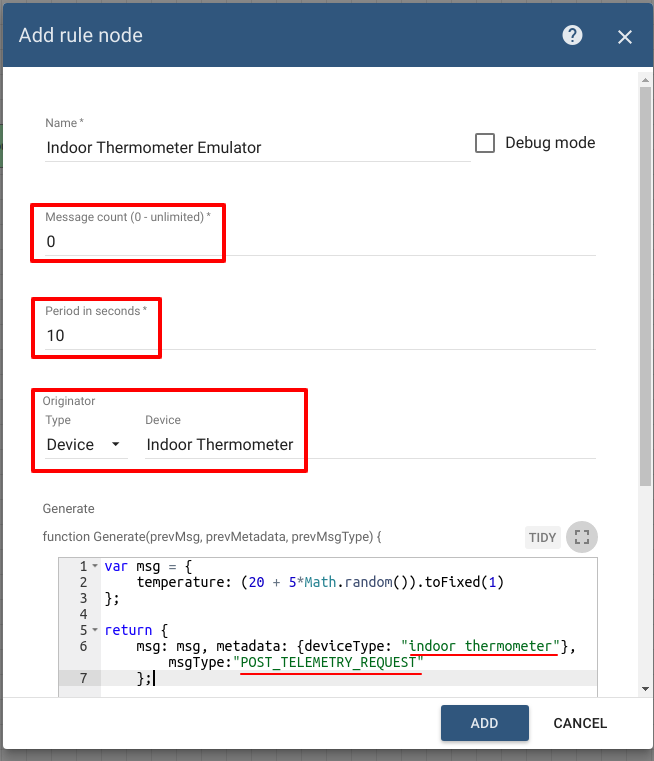 Add rule node
Name *
Indoor Thermometer Emulator
Debug mode
Message count (0 - unlimited) *
0
Period in seconds *
10
Originator
Type Device
Device Indoor Thermometer
Generate
function Generate(prevMsg, prevMetadata, prevMsgType) {
TIDY
1 var msg = {
2 temperature: (20 + 5*Math.random()).toFixed(1)
3 };
4
5 return {
6 msg: msg, metadata: {deviceType: "indoor thermometer"},
msgType:"POST_TELEMETRY_REQUEST"
7 };
ADD
CANCEL